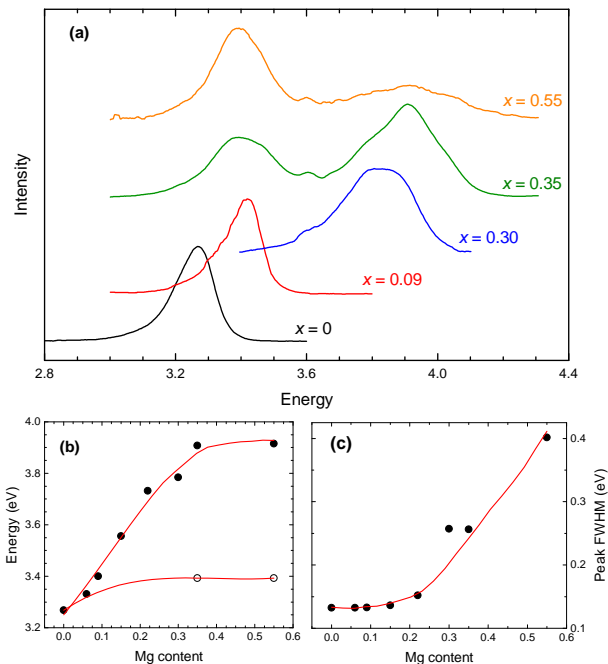 (a)
x = 0.55
x = 0.35
x = 0.30
x = 0.09
x = 0
Intensity
2.8 3.2 3.6 4.0 4.4
Energy
(b)
4.0
3.8
3.6
3.4
3.2
Energy (eV)
0.0 0.1 0.2 0.3 0.4 0.5 0.6
Mg content
(c)
0.4
0.3
0.2
0.1
Peak FWHM (eV)
0.0 0.1 0.2 0.3 0.4 0.5 0.6
Mg content